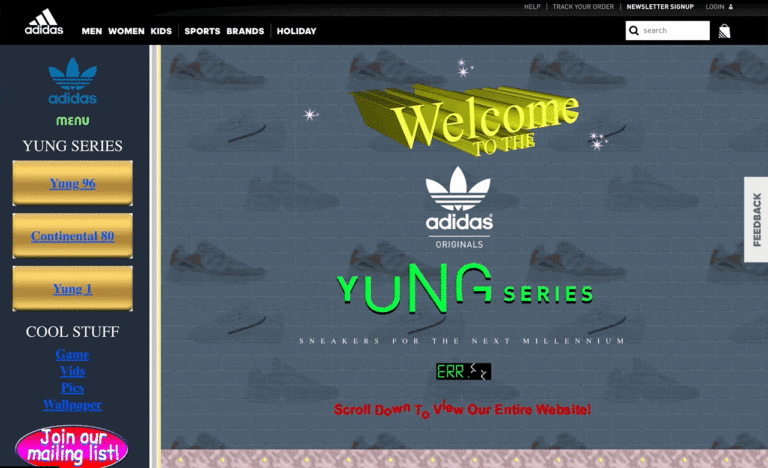 HELP | TRACK YOUR ORDER | NEWSLETTER SIGNUP LOGIN
adidas
MEN WOMEN KIDS SPORTS BRANDS HOLIDAY
search
adidas
MENU
YUNG SERIES
Yung 96
Continental 80
Yung 1
COOL STUFF
Game
Vids
Pics
Wallpaper
Join our
mailing list!
Welcome
TO THE
adidas
ORIGINALS
YUNG SERIES
SNEAKERS FOR THE NEXT MILLENNIUM
ERR.
Scroll Down To View Our Entire Website!
FEEDBACK